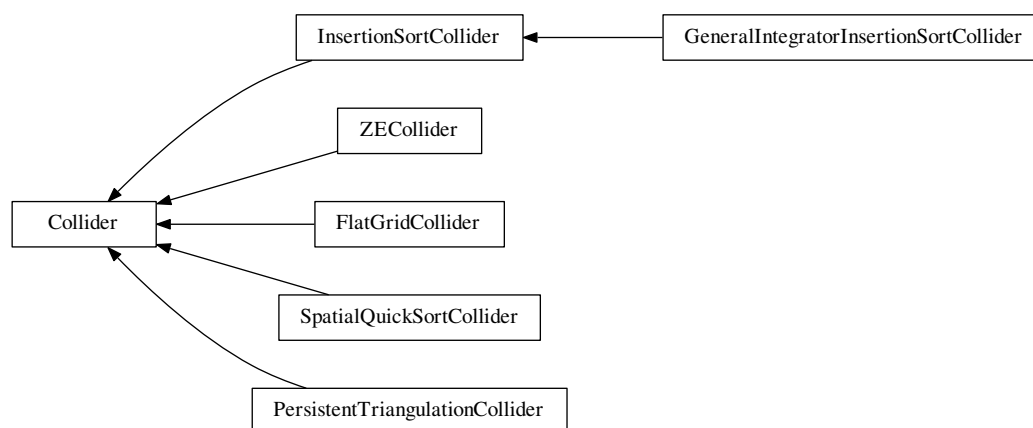 InsertionSortCollider
GeneralIntegratorInsertionSortCollider
ZECollider
Collider
FlatGridCollider
SpatialQuickSortCollider
PersistentTriangulationCollider